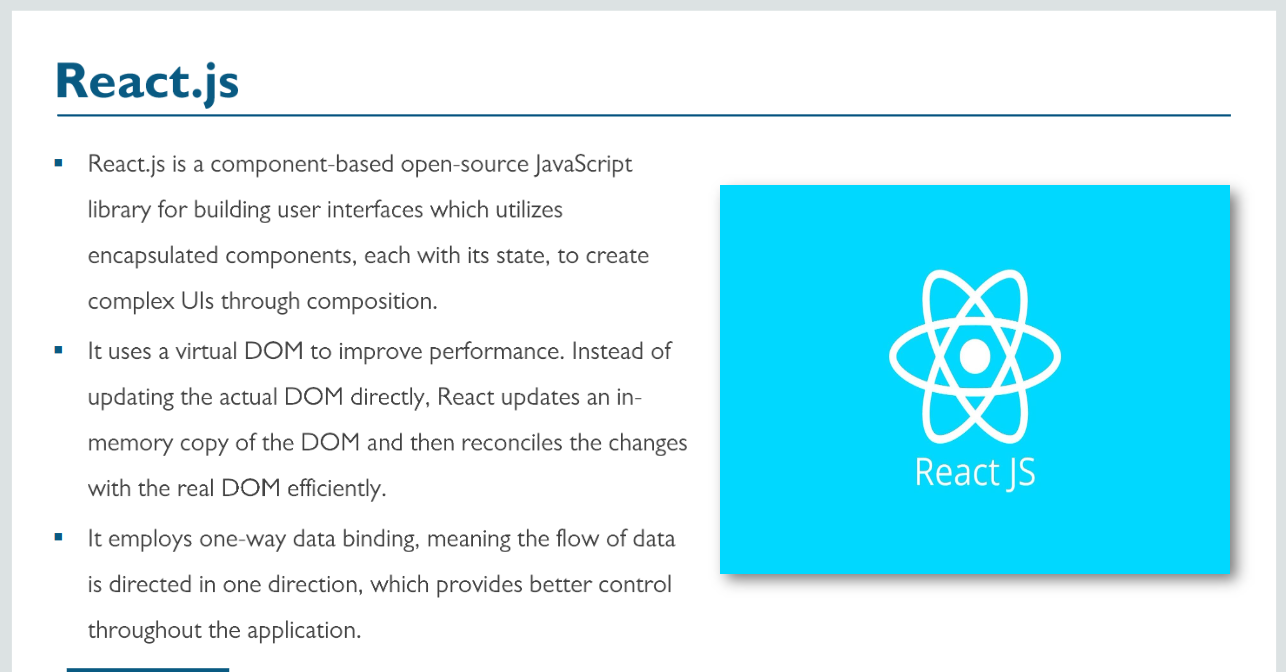 React.js
React.js is a component-based open-source JavaScript
library for building user interfaces which utilizes
encapsulated components, each with its state, to create
complex UIs through composition.
It uses a virtual DOM to improve performance. Instead of
updating the actual DOM directly, React updates an in-
memory copy of the DOM and then reconciles the changes
with the real DOM efficiently.
It employs one-way data binding, meaning the flow of data
is directed in one direction, which provides better control
throughout the application.
React JS